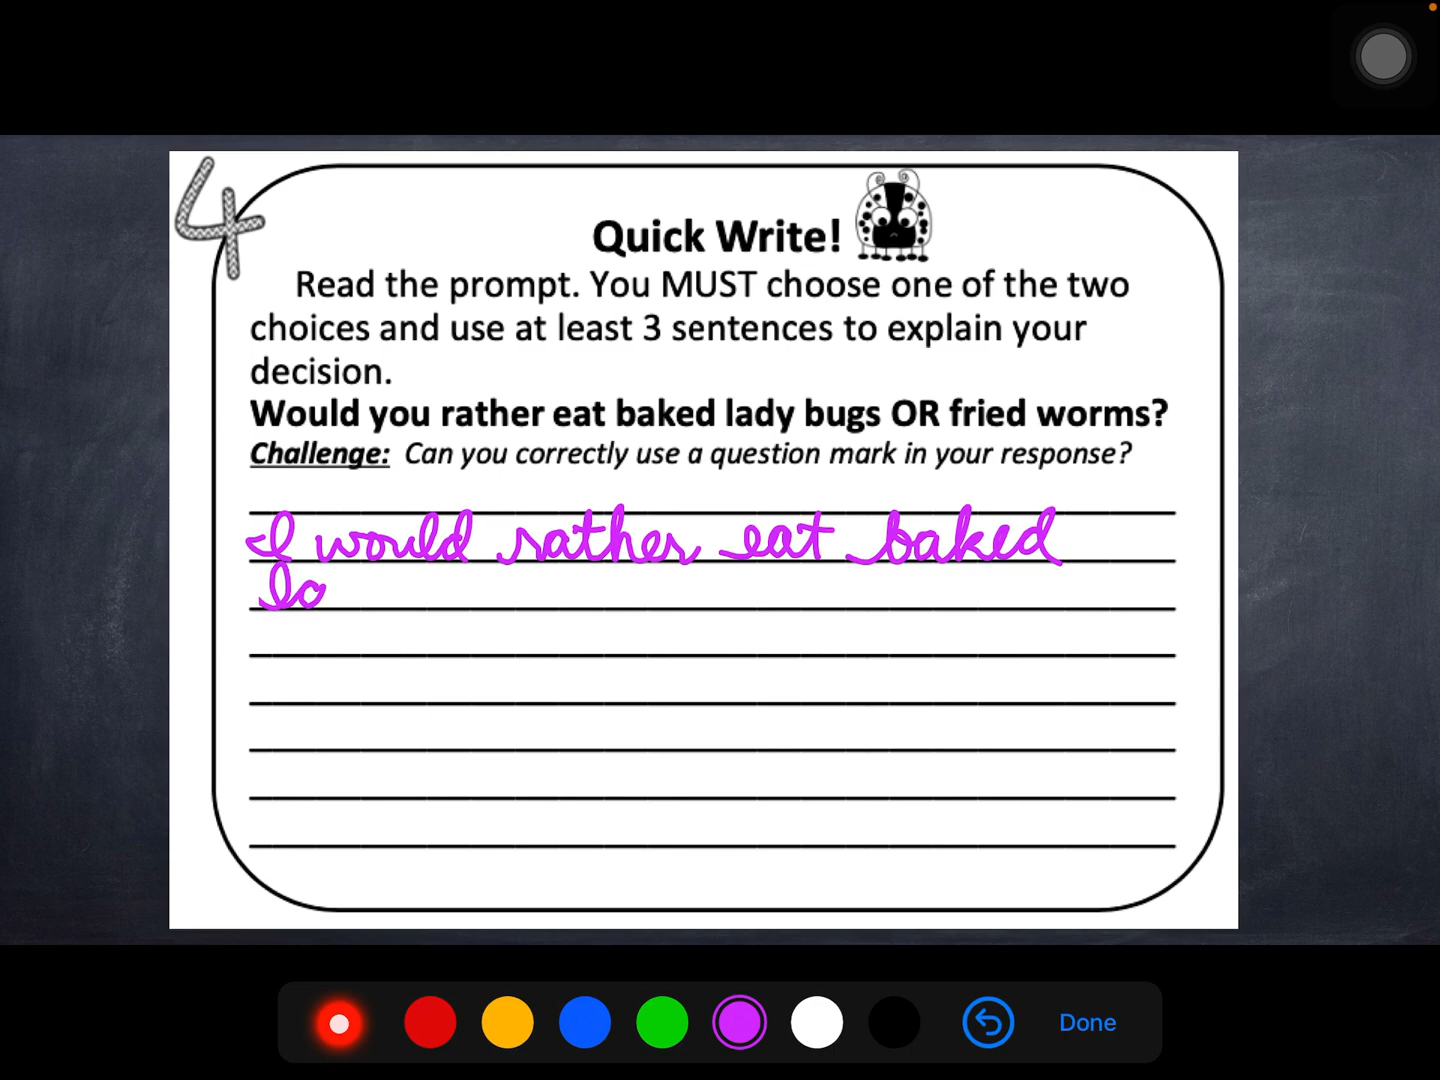 4
Quick Write!
Read the prompt. You MUST choose one of the two
choices and use at least 3 sentences to explain your
decision.
Would you rather eat baked lady bugs OR fried worms?
Challenge: Can you correctly use a question mark in your response?
I would rather eat baked
la
Done